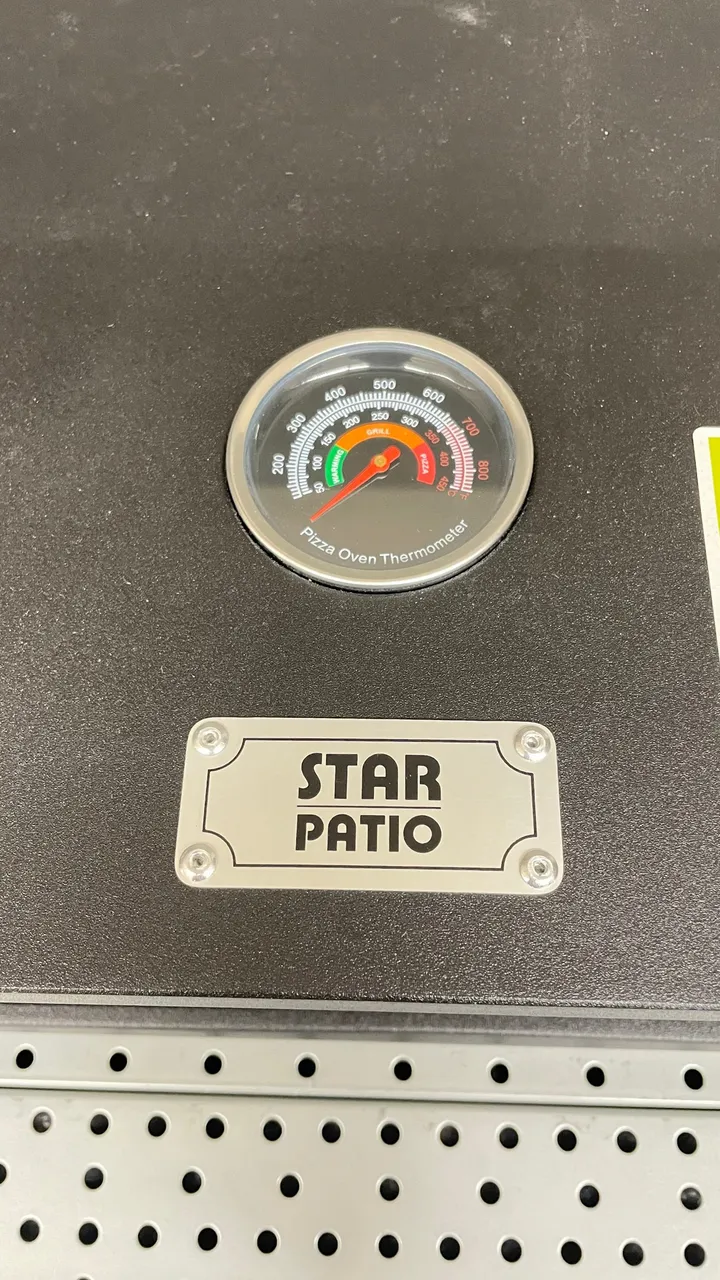 200 300 400 500 600 700 800
°F
50 100 150 200 250 300 350 400 450
°C
WARMING GRILL PIZZA
Pizza Oven Thermometer
STAR
PATIO